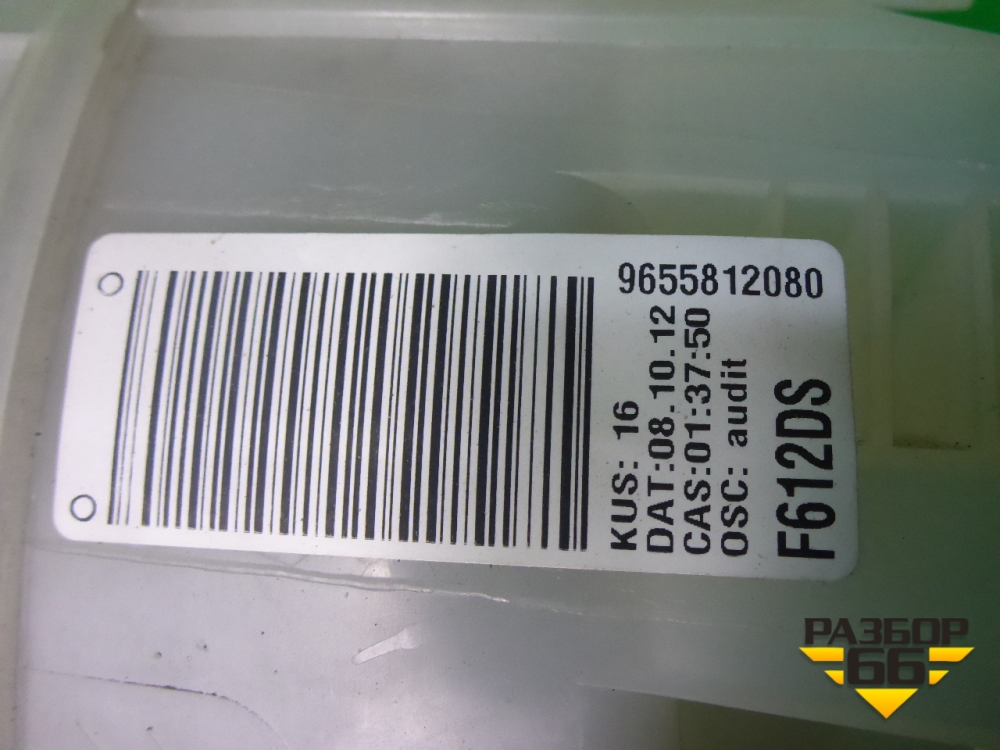 9655812080
KUS: 16
DAT:08.10.12
CAS:01:37:50
OSC: audit
F612DS
РАЗБОР
66